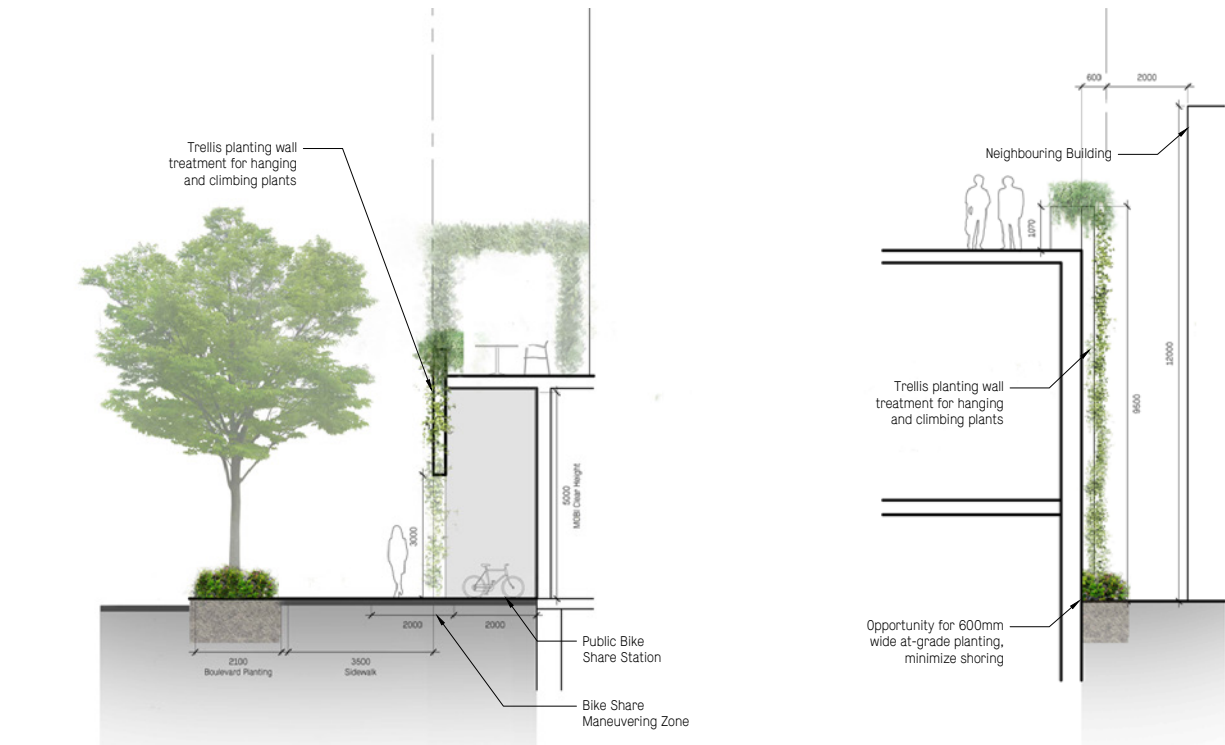 Trellis planting wall
treatment for hanging
and climbing plants
3000
5000
MOBI Clear Height
2000
2000
2100
Boulevard Planting
3500
Sidewalk
Public Bike
Share Station
Bike Share
Maneuvering Zone
600
2000
Neighbouring Building
1070
12000
9500
Trellis planting wall
treatment for hanging
and climbing plants
Opportunity for 600mm
wide at-grade planting,
minimize shoring